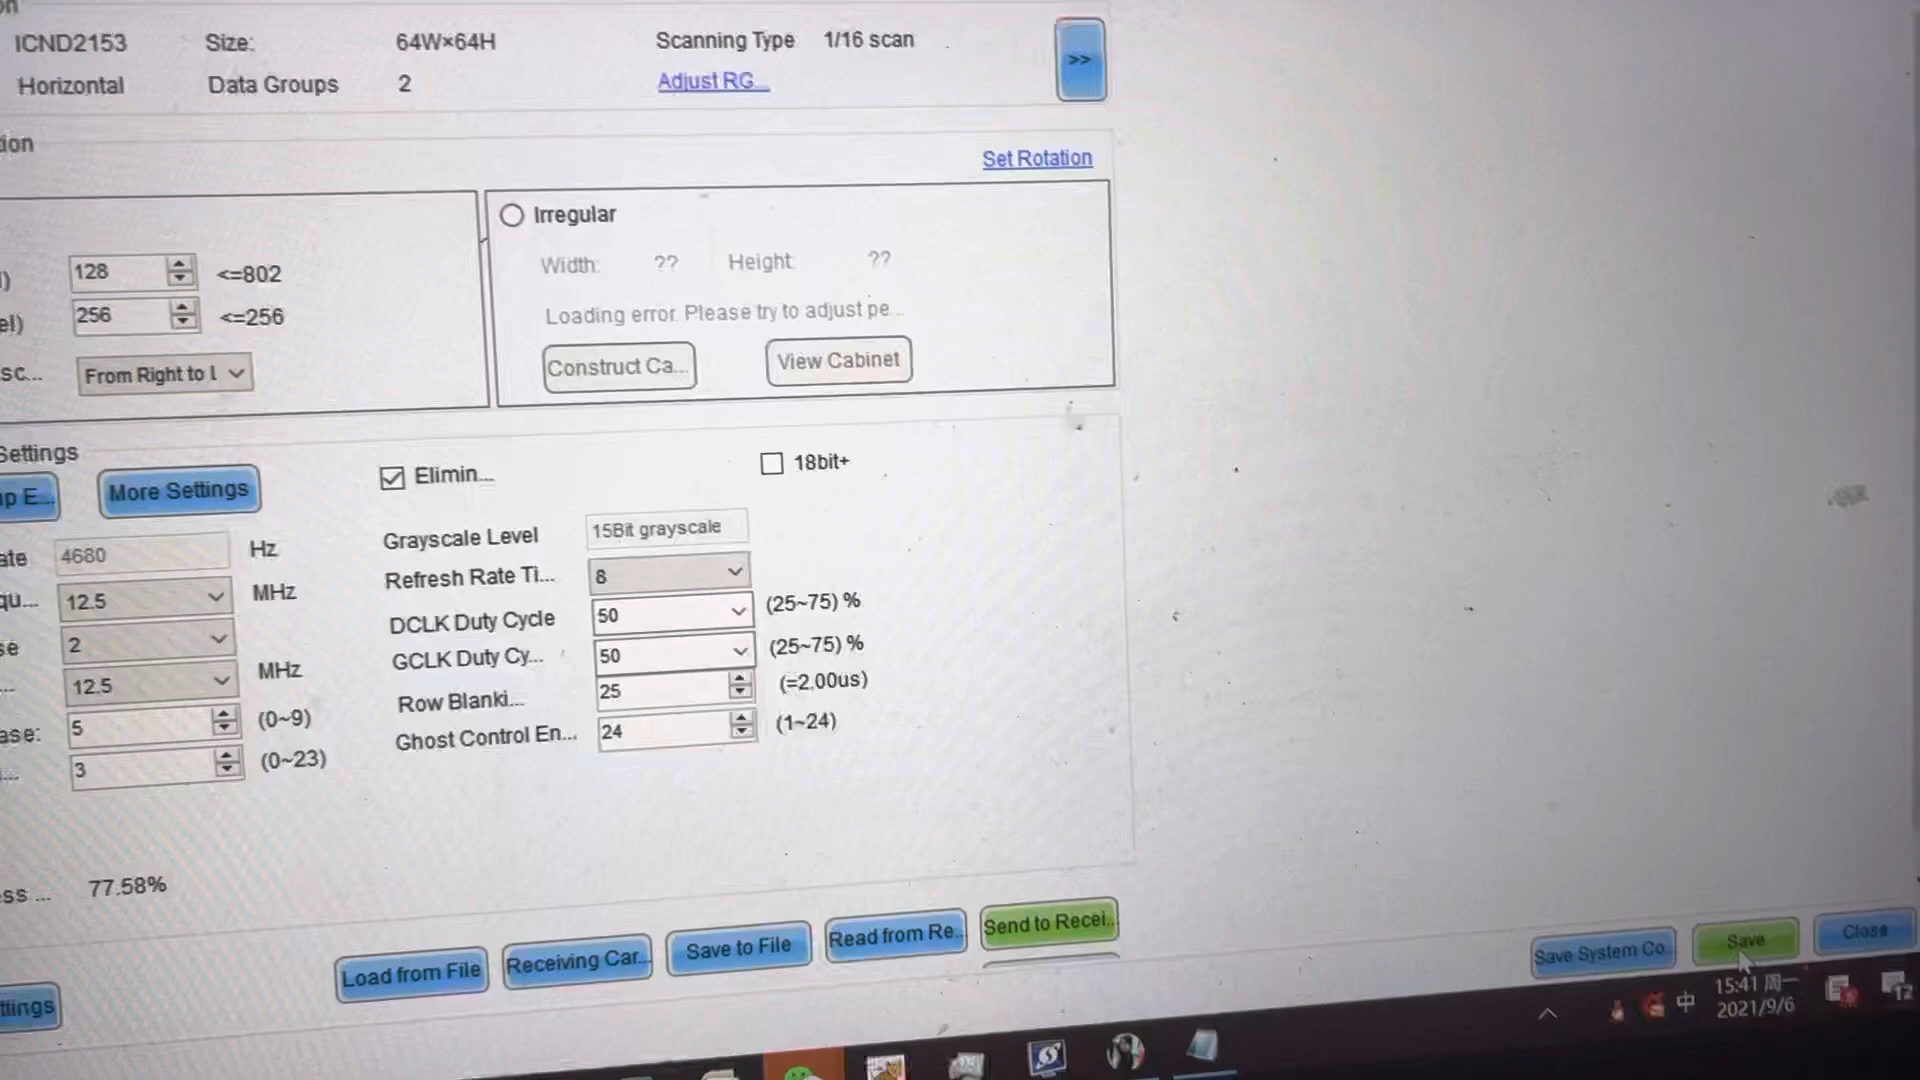 ICND2153 Size: 64W×64H Scanning Type 1/16 scan
>>
Horizontal Data Groups 2 Adjust RG...
Set Rotation
Irregular
128 <=802
Width: ?? Height ??
256 <=256
Loading error. Please try to adjust pe...
sc... From Right to l
Construct Ca... View Cabinet
Settings
More Settings Elimin... 18bit+
4680 Hz Grayscale Level 15Bit grayscale
12.5 MHz Refresh Rate Ti... 8
2 DCLK Duty Cycle 50 (25~75) %
12.5 MHz GCLK Duty Cy... 50 (25~75) %
5 (0~9) Row Blanki... 25 (=2.00us)
3 (0~23) Ghost Control En... 24 (1~24)
77.58%
Load from File Receiving Car... Save to File Read from Re... Send to Recei...
Save System Co... Save Close
中 15:41 周一
2021/9/6
12